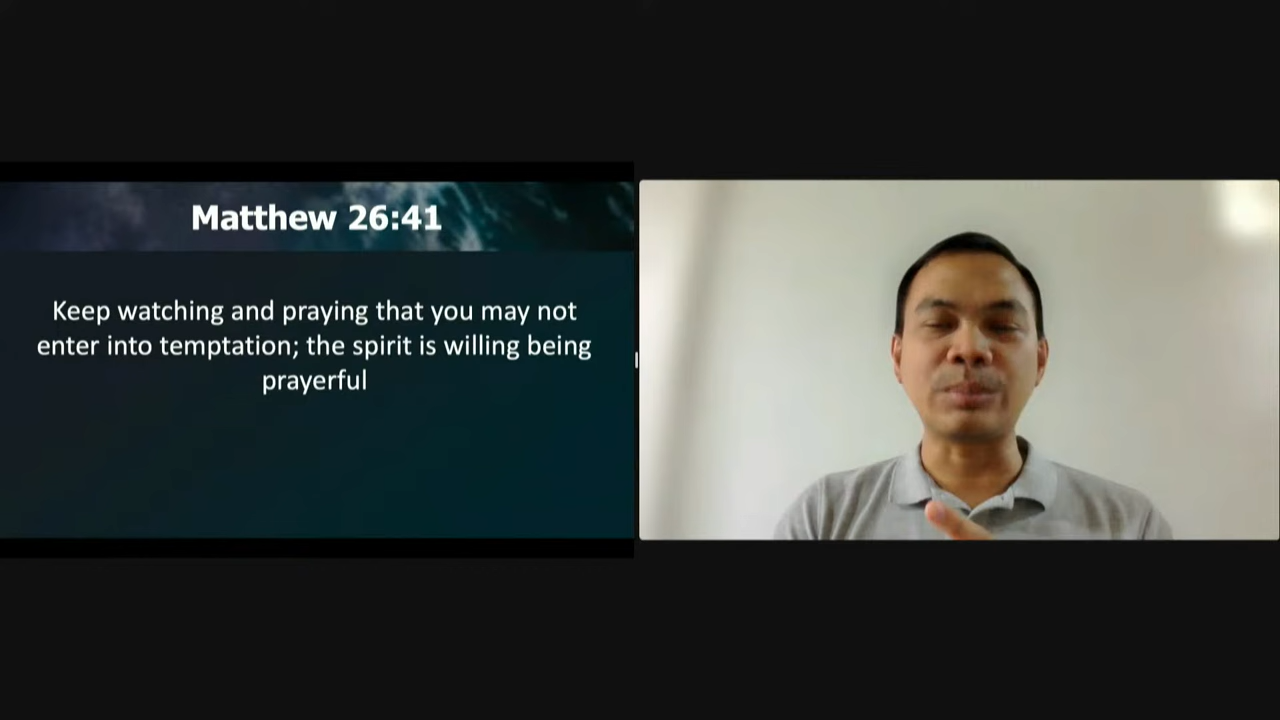 Matthew 26:41
Keep watching and praying that you may not
enter into temptation; the spirit is willing being
prayerful